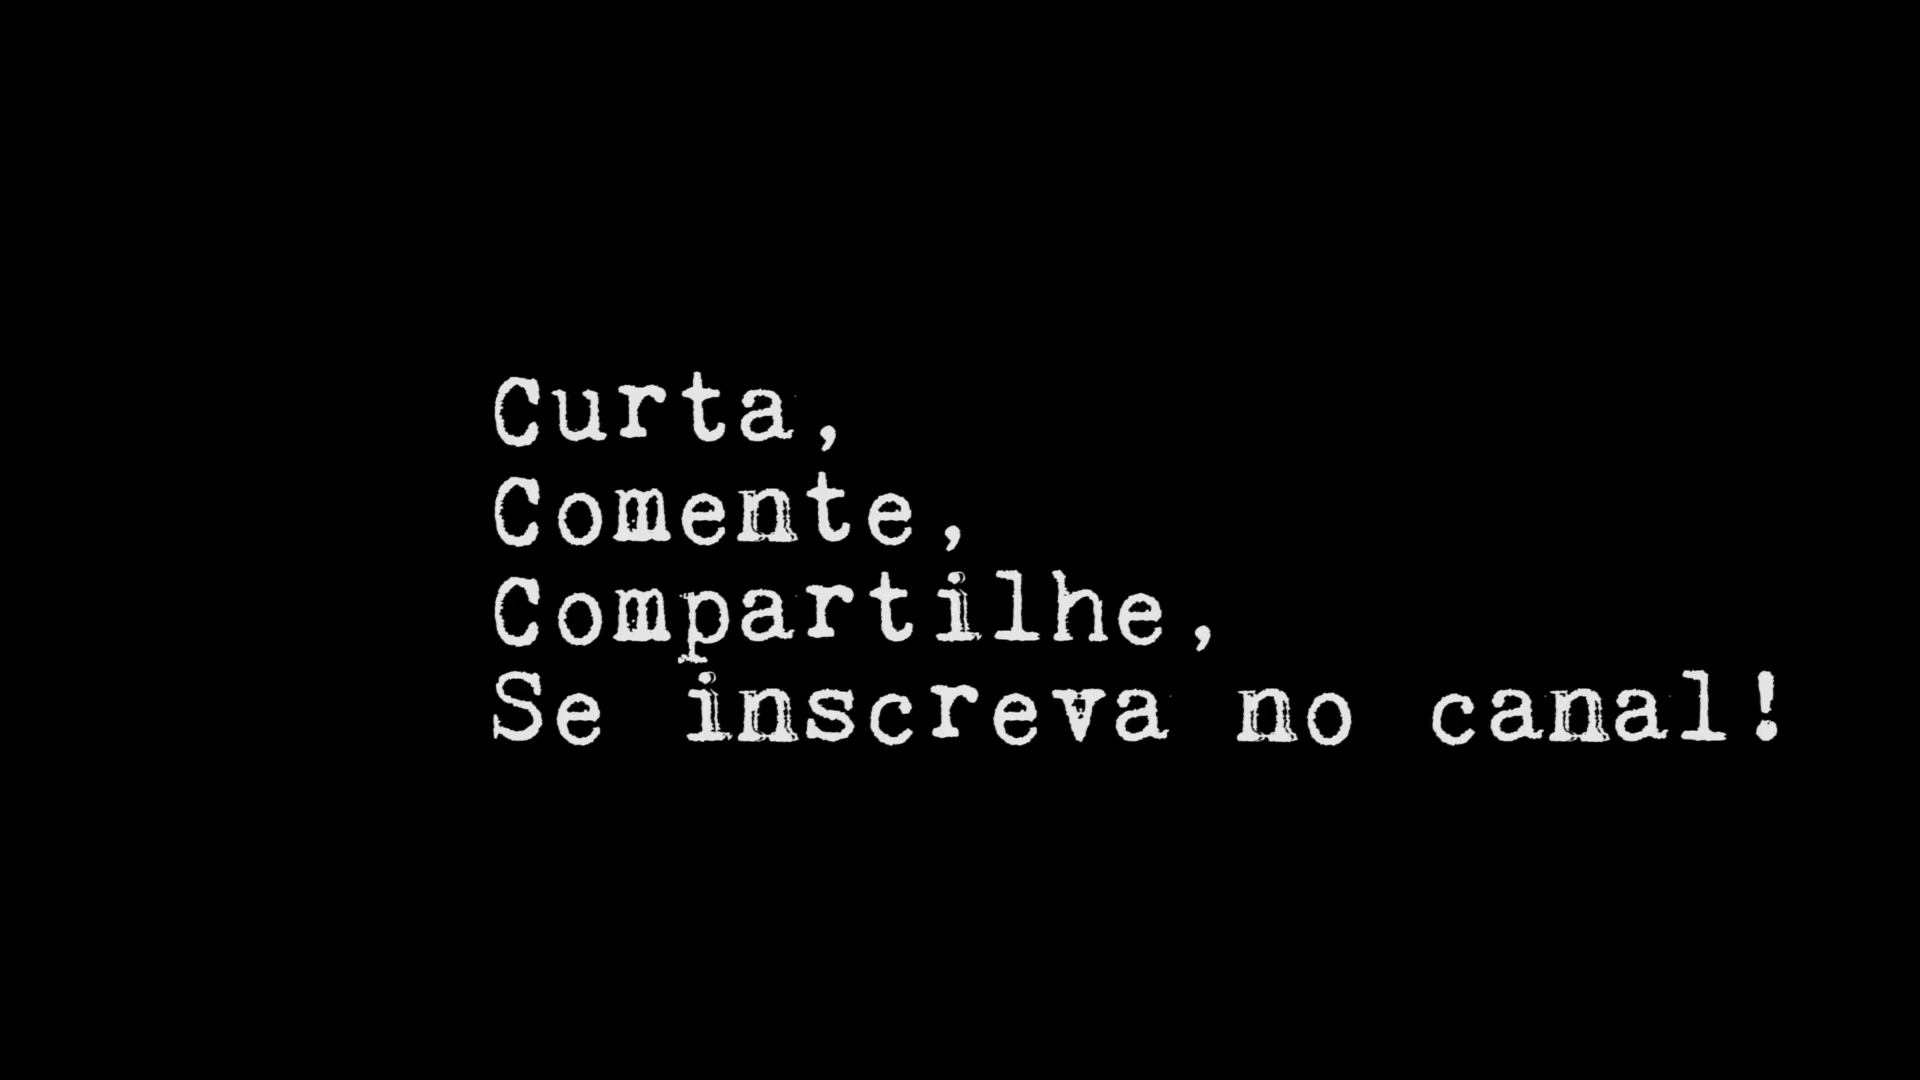 Curta,
Comente,
Compartilhe,
Se inscreva no canal!